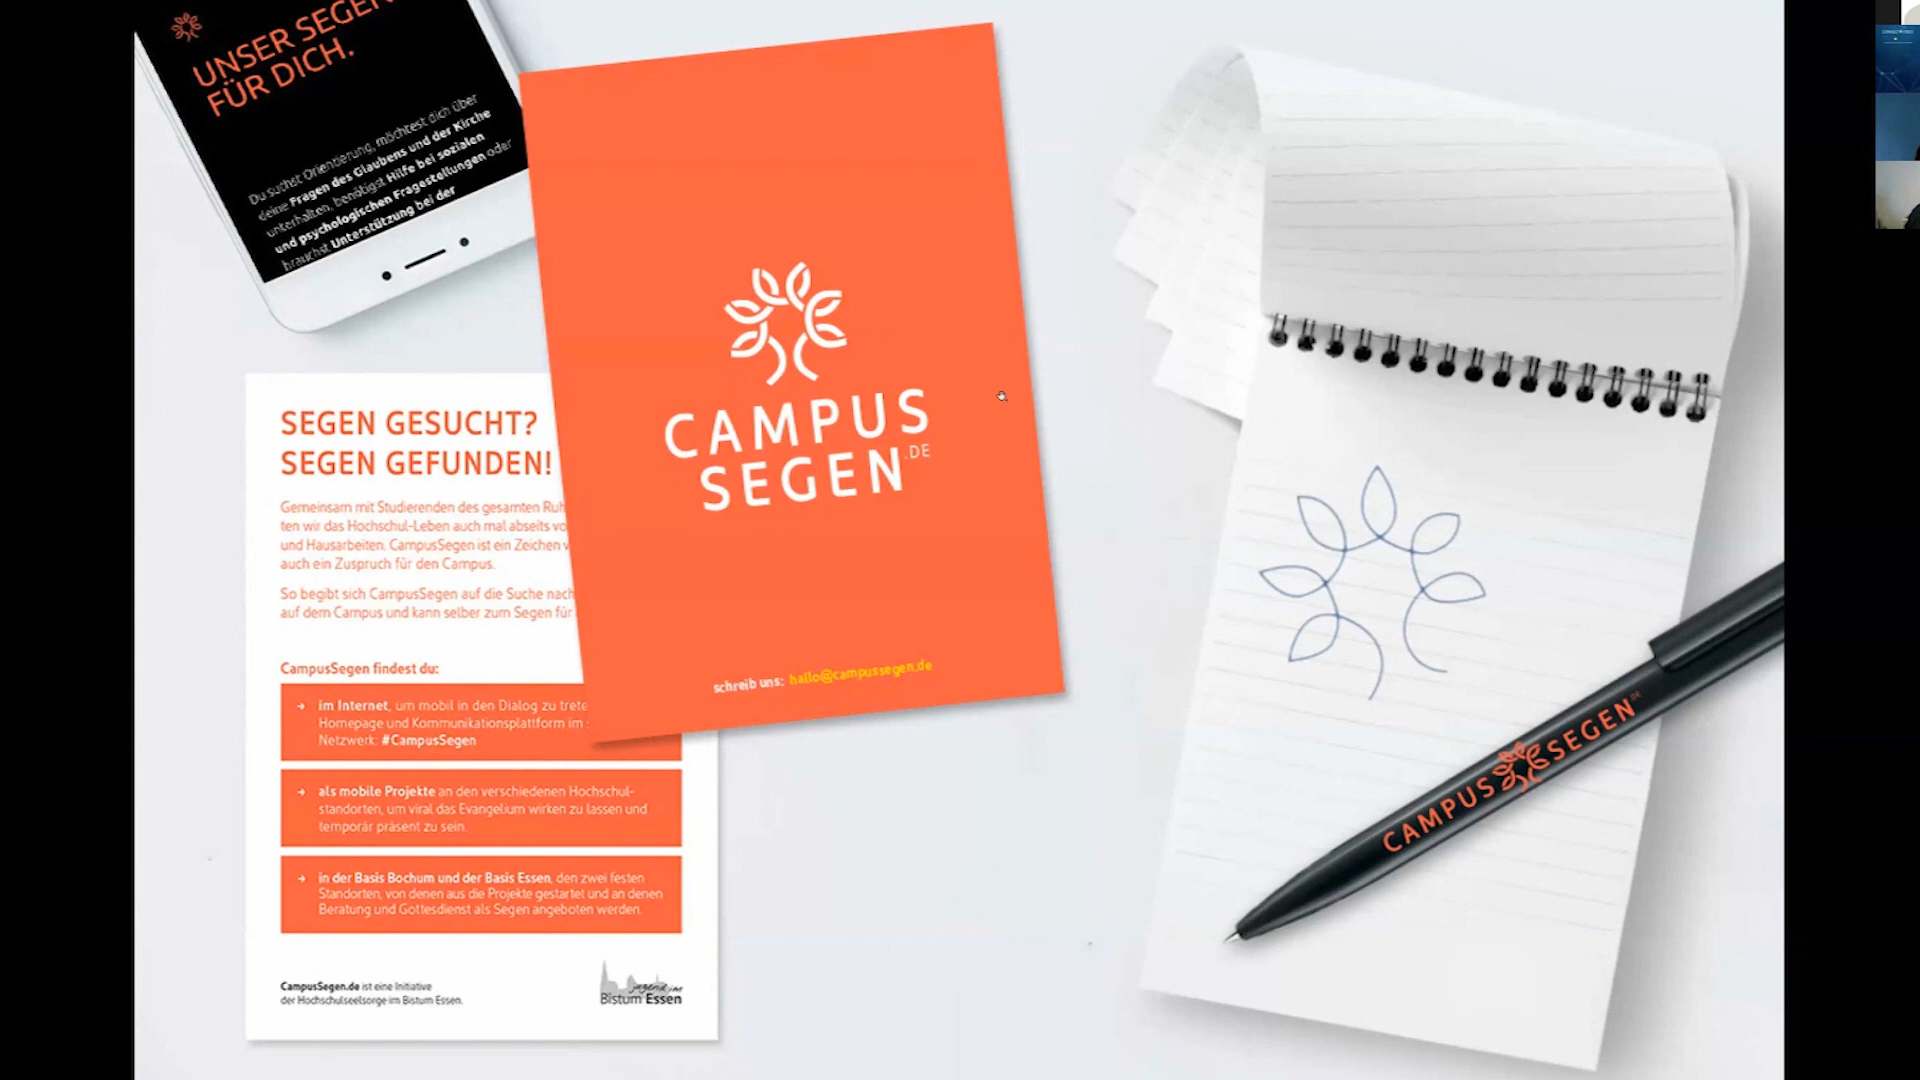 UNSER SEGEN
FÜR DICH.
Du suchst Orientierung, möchtest dich über
deine Fragen des Glaubens und der Kirche
unterhalten, benötigst Hilfe bei sozialen
und psychologischen Fragestellungen oder
brauchst Unterstützung bei der
CAMPUS
SEGEN.DE
schreib uns: hallo@campussegen.de
SEGEN GESUCHT?
SEGEN GEFUNDEN!
Gemeinsam mit Studierenden des gesamten Ruh
ten wir das Hochschul-Leben auch mal abseits vo
und Hausarbeiten. CampusSegen ist ein Zeichen v
auch ein Zuspruch für den Campus.
So begibt sich CampusSegen auf die Suche nach
auf dem Campus und kann selber zum Segen für
CampusSegen findest du:
→ im Internet, um mobil in den Dialog zu trete
Homepage und Kommunikationsplattform im
Netzwerk: #CampusSegen
→ als mobile Projekte an den verschiedenen Hochschul-
standorten, um viral das Evangelium wirken zu lassen und
temporär präsent zu sein.
→ in der Basis Bochum und der Basis Essen, den zwei festen
Standorten, von denen aus die Projekte gestartet und an denen
Beratung und Gottesdienst als Segen angeboten werden.
CampusSegen.de ist eine Initiative
der Hochschulseelsorge im Bistum Essen.
jugend im
Bistum Essen
CAMPUS SEGEN.DE